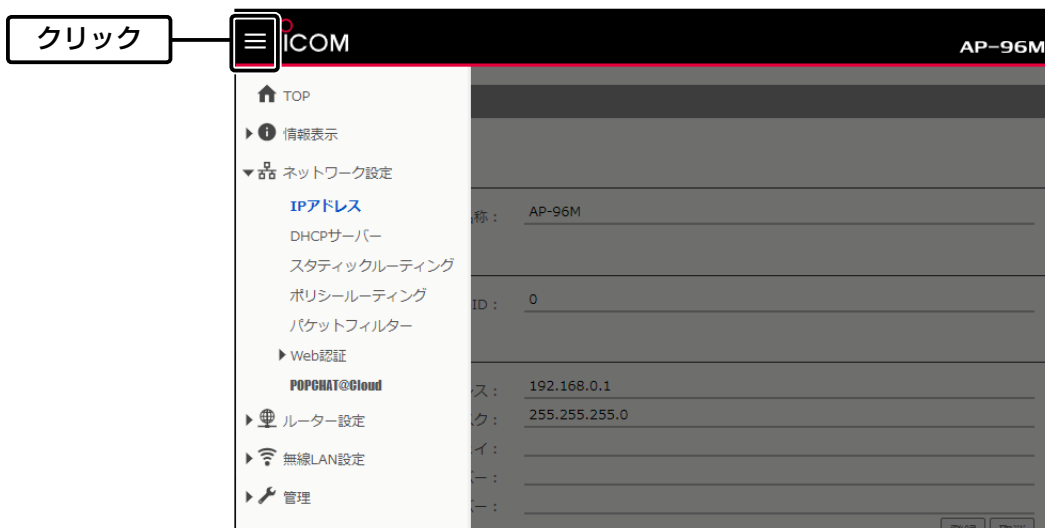 クリック
ICOM
AP-96M
TOP
情報表示
ネットワーク設定
IPアドレス
DHCPサーバー
スタティックルーティング
ポリシールーティング
パケットフィルター
Web認証
POPCHAT@Cloud
ルーター設定
無線LAN設定
管理
称： AP-96M
ID： 0
レス： 192.168.0.1
スク： 255.255.255.0
イ：
バー：
バー：